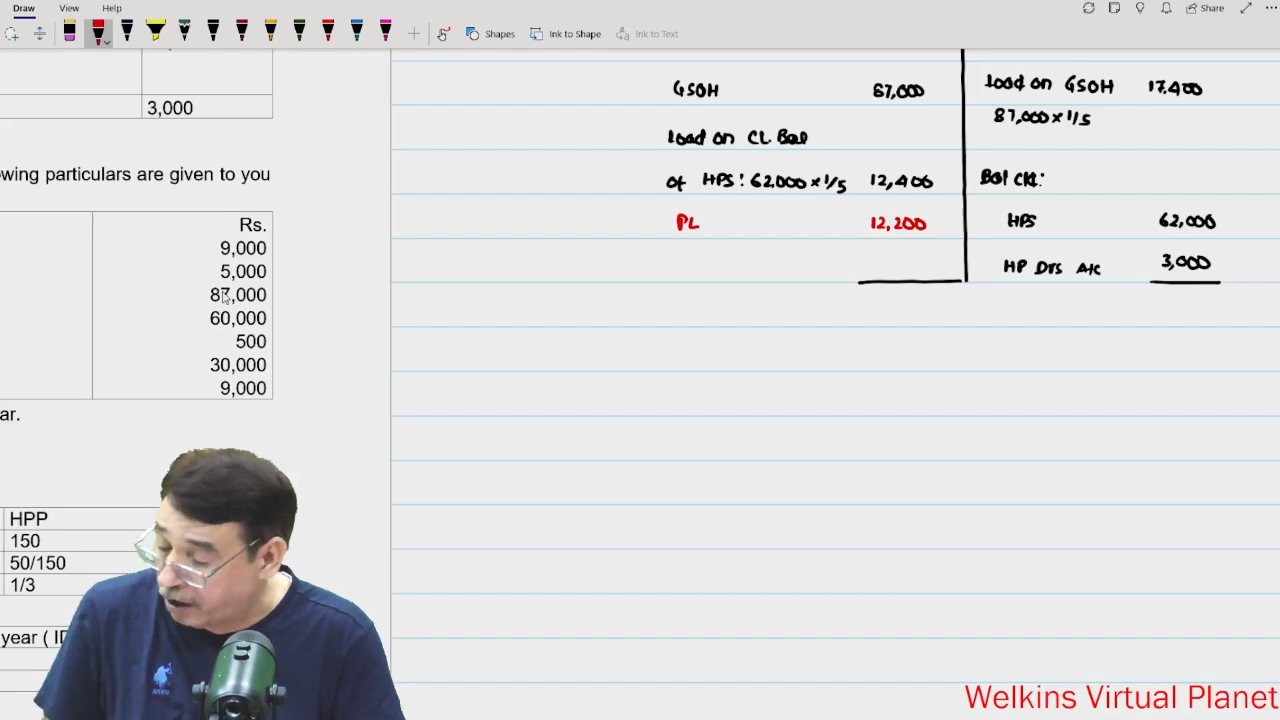 Draw View Help
Shapes Ink to Shape Ink to Text Share
3,000
owing particulars are given to you
Rs.
9,000
5,000
87,000
60,000
500
30,000
9,000
ar.
HPP
150
50/150
1/3
year ( ID
GSOH 87,000
Load on CL. Bal
of HPS: 62,000 x 1/5 12,400
PL 12,200
Load on GSOH 17,400
87,000 x 1/5
Bal c/d:
HPS 62,000
HP Drs A/c 3,000
Welkins Virtual Planet